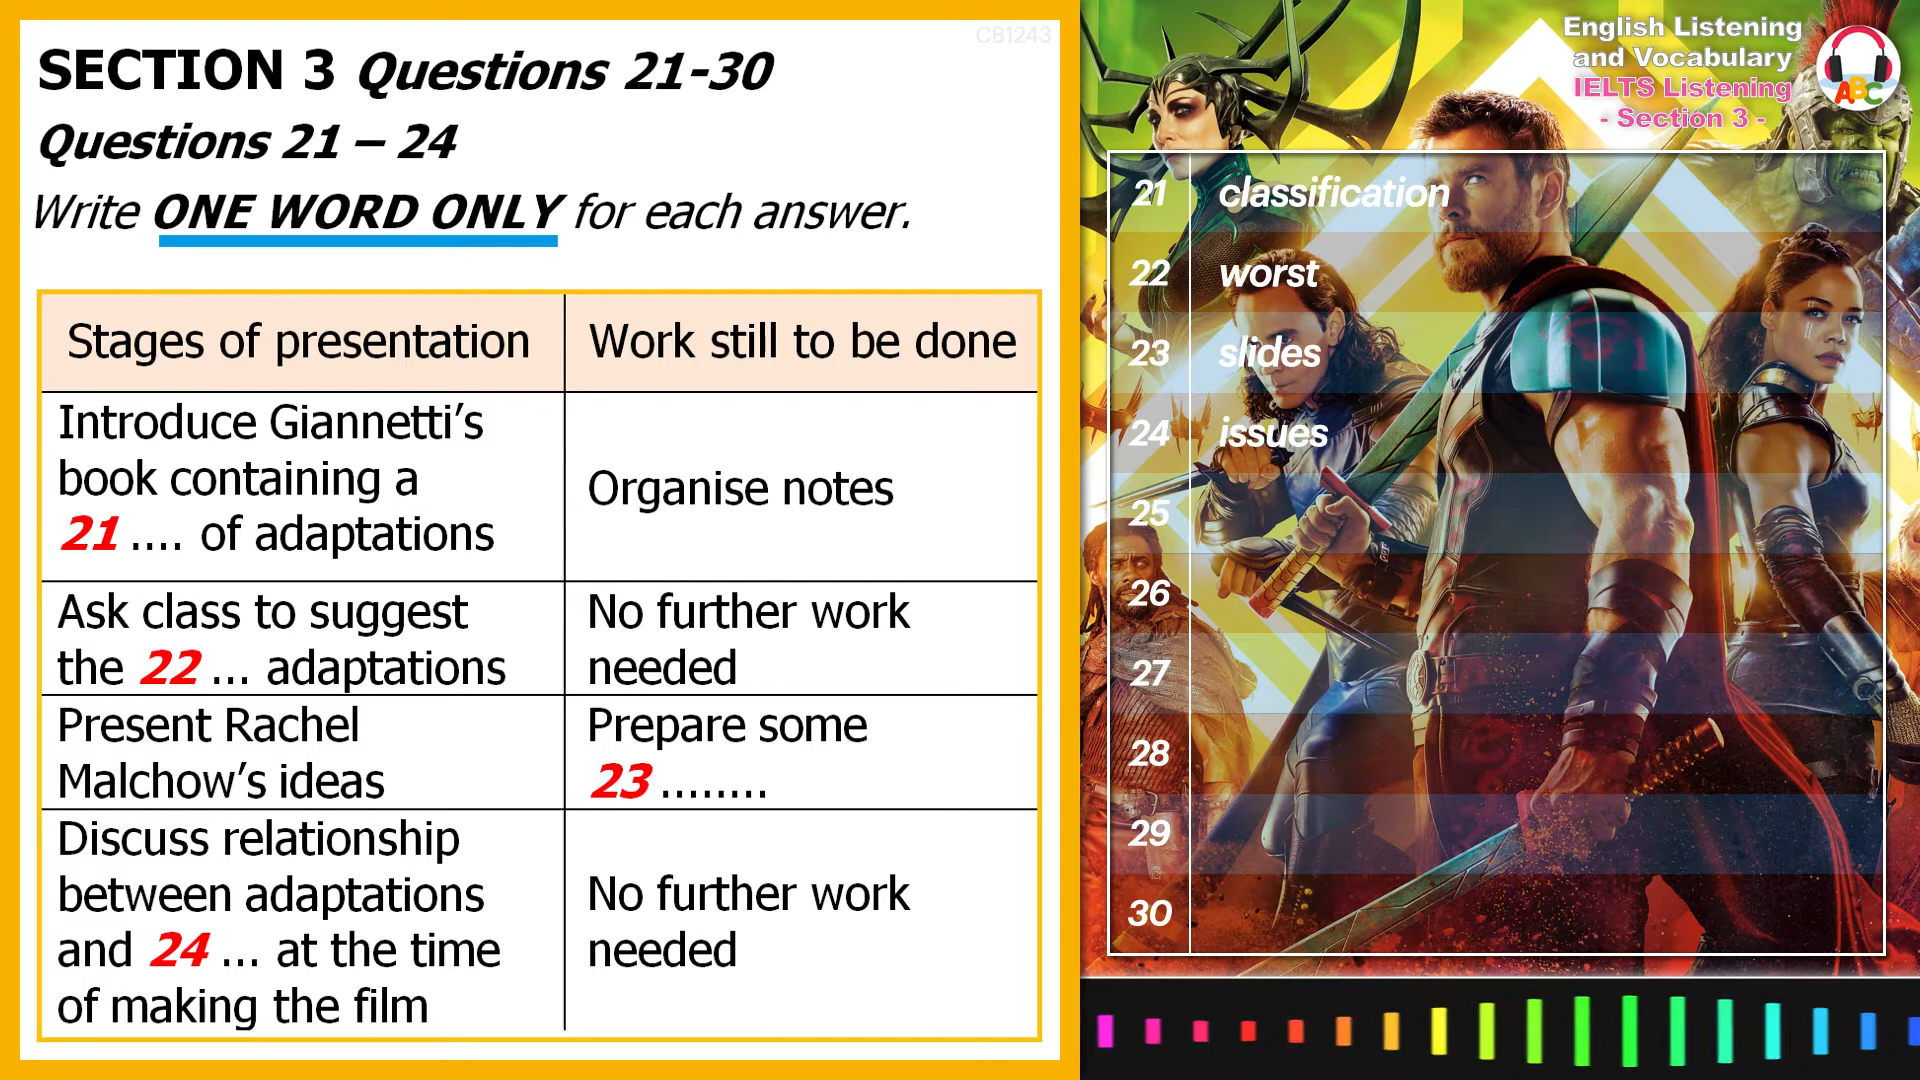 CB1243
SECTION 3 Questions 21-30
Questions 21 – 24
Write ONE WORD ONLY for each answer.
Stages of presentation
Work still to be done
Introduce Giannetti's
book containing a
21 .... of adaptations
Organise notes
Ask class to suggest
the 22 ... adaptations
No further work
needed
Present Rachel
Malchow's ideas
Prepare some
23 ........
Discuss relationship
between adaptations
and 24 ... at the time
of making the film
No further work
needed
English Listening
and Vocabulary
IELTS Listening
- Section 3 -
ABC
21 classification
22 worst
23 slides
24 issues
25
26
27
28
29
30